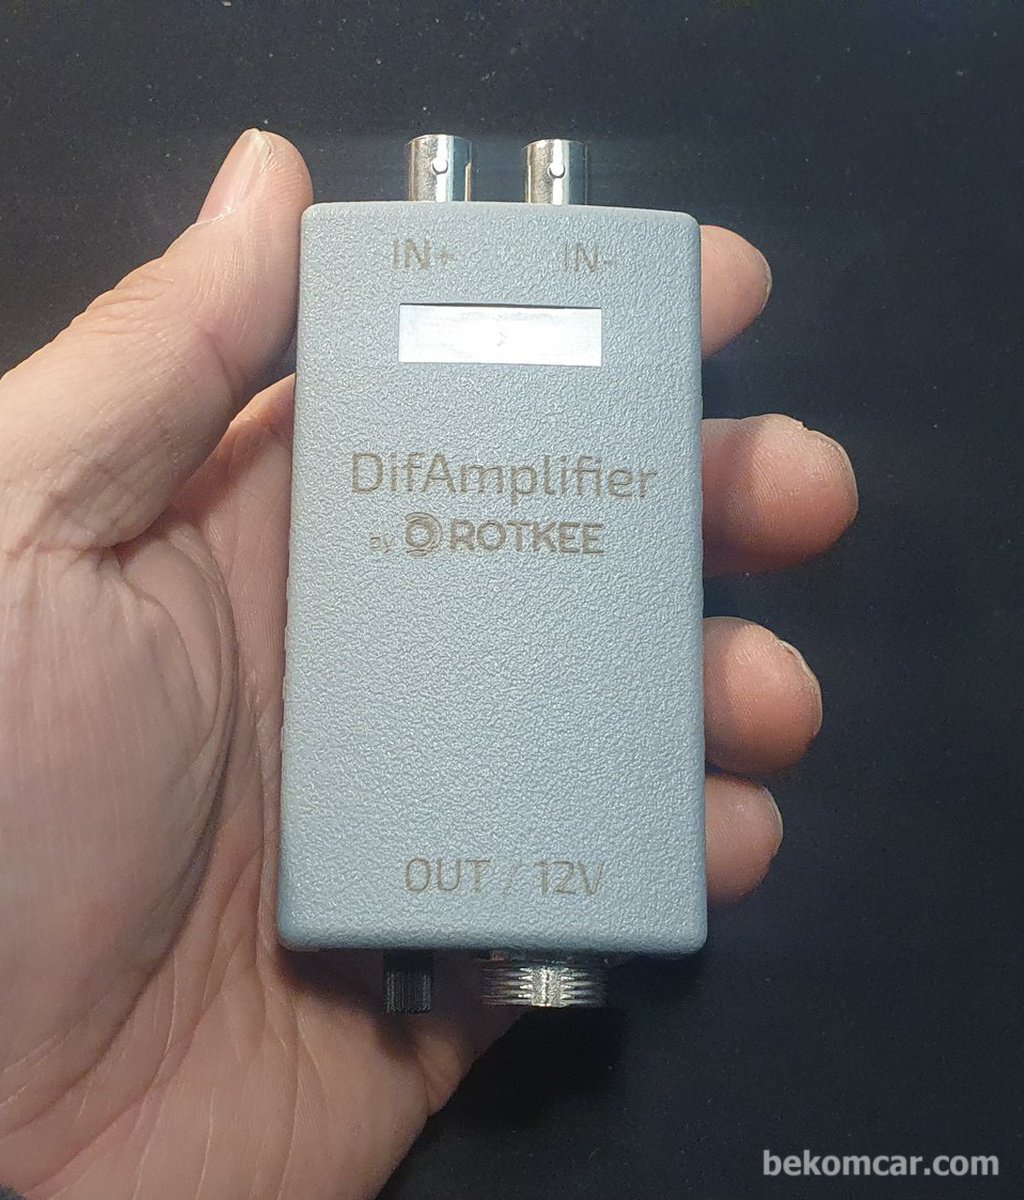 IN+ IN-
DifAmplifier
By ROTKEE
OUT / 12V
bekomcar.com